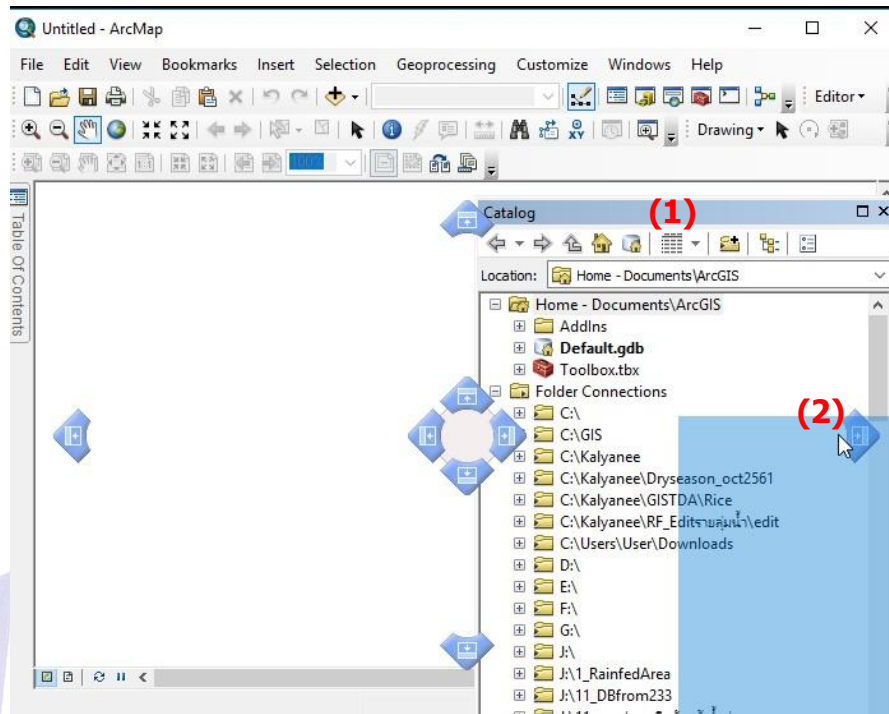 Untitled - ArcMap
File Edit View Bookmarks Insert Selection Geoprocessing Customize Windows Help
Editor
Drawing
100%
Table Of Contents
Catalog
(1)
Location: Home - Documents\ArcGIS
Home - Documents\ArcGIS
AddIns
Default.gdb
Toolbox.tbx
Folder Connections
(2)
C:\
C:\GIS
C:\Kalyanee
C:\Kalyanee\Dryseason_oct2561
C:\Kalyanee\GISTDA\Rice
C:\Kalyanee\RF_Editรายลุ่มน้ำ\edit
C:\Users\User\Downloads
D:\
E:\
F:\
G:\
J:\
J:\1_RainfedArea
J:\11_DBfrom233